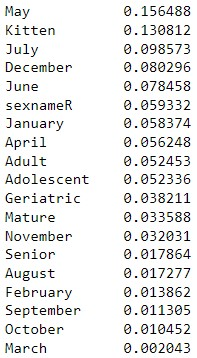 May 0.156488
Kitten 0.130812
July 0.098573
December 0.080296
June 0.078458
sexnameR 0.059332
January 0.058374
April 0.056248
Adult 0.052453
Adolescent 0.052336
Geriatric 0.038211
Mature 0.033588
November 0.032031
Senior 0.017864
August 0.017277
February 0.013862
September 0.011305
October 0.010452
March 0.002043